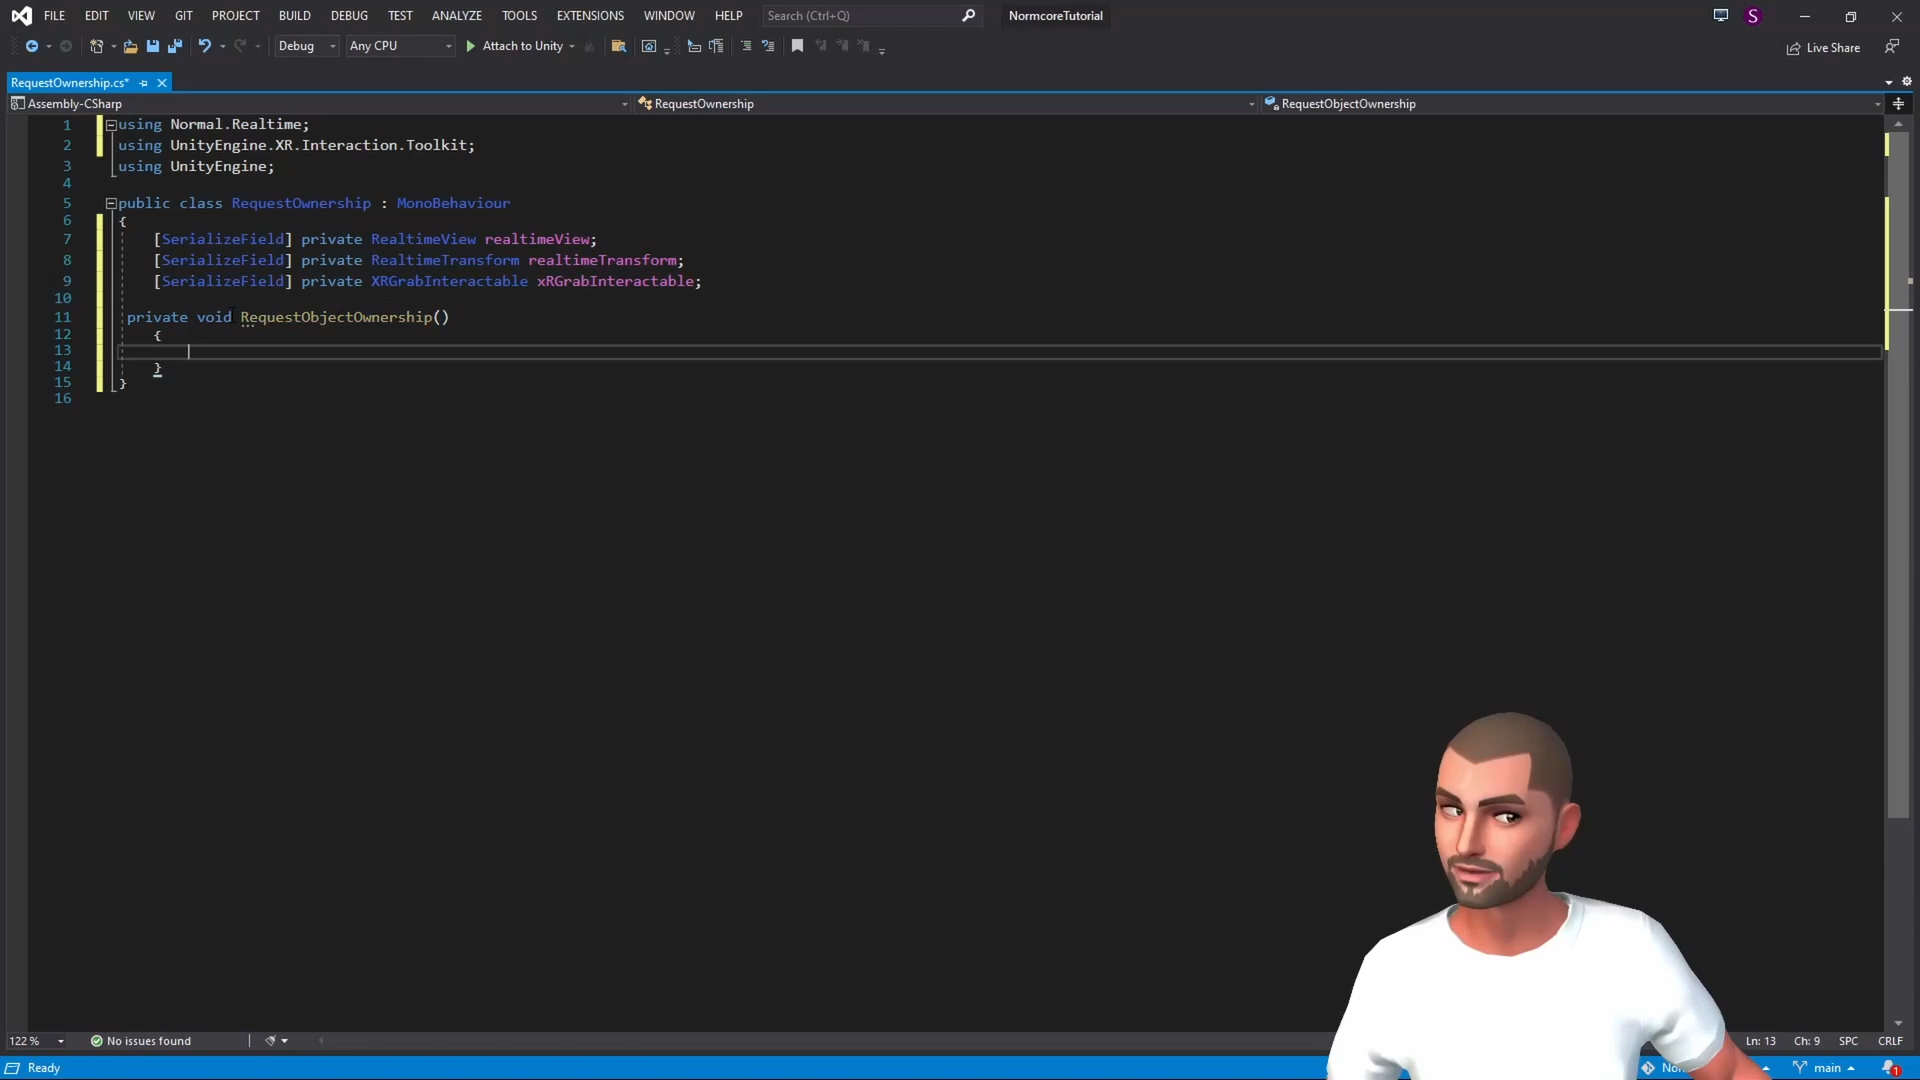 FILE EDIT VIEW GIT PROJECT BUILD DEBUG TEST ANALYZE TOOLS EXTENSIONS WINDOW HELP Search (Ctrl+Q) NormcoreTutorial S
Debug Any CPU Attach to Unity Live Share
RequestOwnership.cs*
Assembly-CSharp RequestOwnership RequestObjectOwnership
1 using Normal.Realtime;
2 using UnityEngine.XR.Interaction.Toolkit;
3 using UnityEngine;
4
5 public class RequestOwnership : MonoBehaviour
6 {
7 [SerializeField] private RealtimeView realtimeView;
8 [SerializeField] private RealtimeTransform realtimeTransform;
9 [SerializeField] private XRGrabInteractable xRGrabInteractable;
10
11 private void RequestObjectOwnership()
12 {
13
14 }
15 }
16
122 % No issues found Ln: 13 Ch: 9 SPC CRLF
Ready main 1